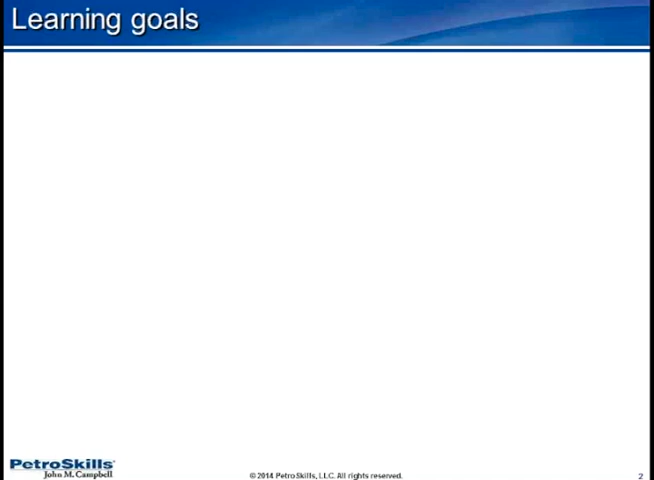 Learning goals
PetroSkills
John M. Campbell
© 2014 PetroSkills, LLC. All rights reserved.
2